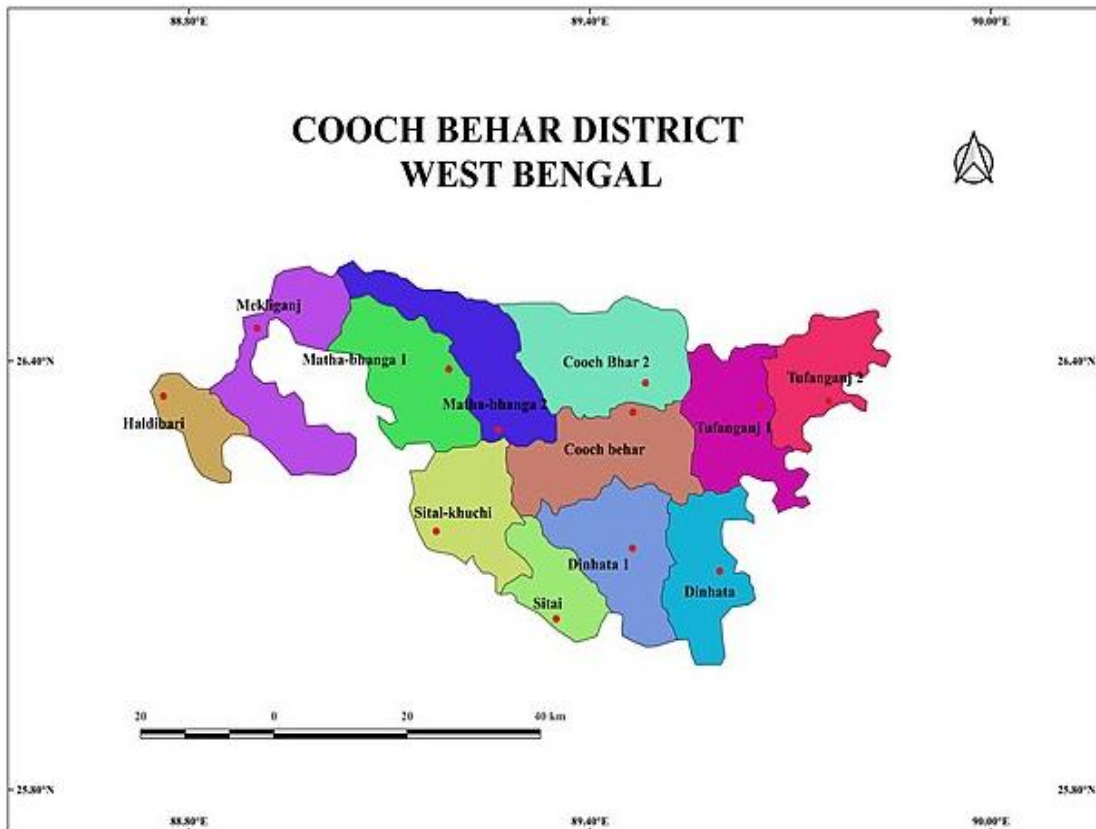 88.80°E
89.40°E
90.00°E
COOCH BEHAR DISTRICT
WEST BENGAL
Mekliganj
26.40°N
26.40°N
Matha-bhanga 1
Cooch Bhar 2
Tufanganj 2
Haldibari
Matha-bhanga 2
Tufanganj 1
Cooch behar
Sital-khuchi
Dinhata 1
Dinhata
Sitai
20
0
20
40 km
25.80°N
25.80°N
88.80°E
89.40°E
90.00°E